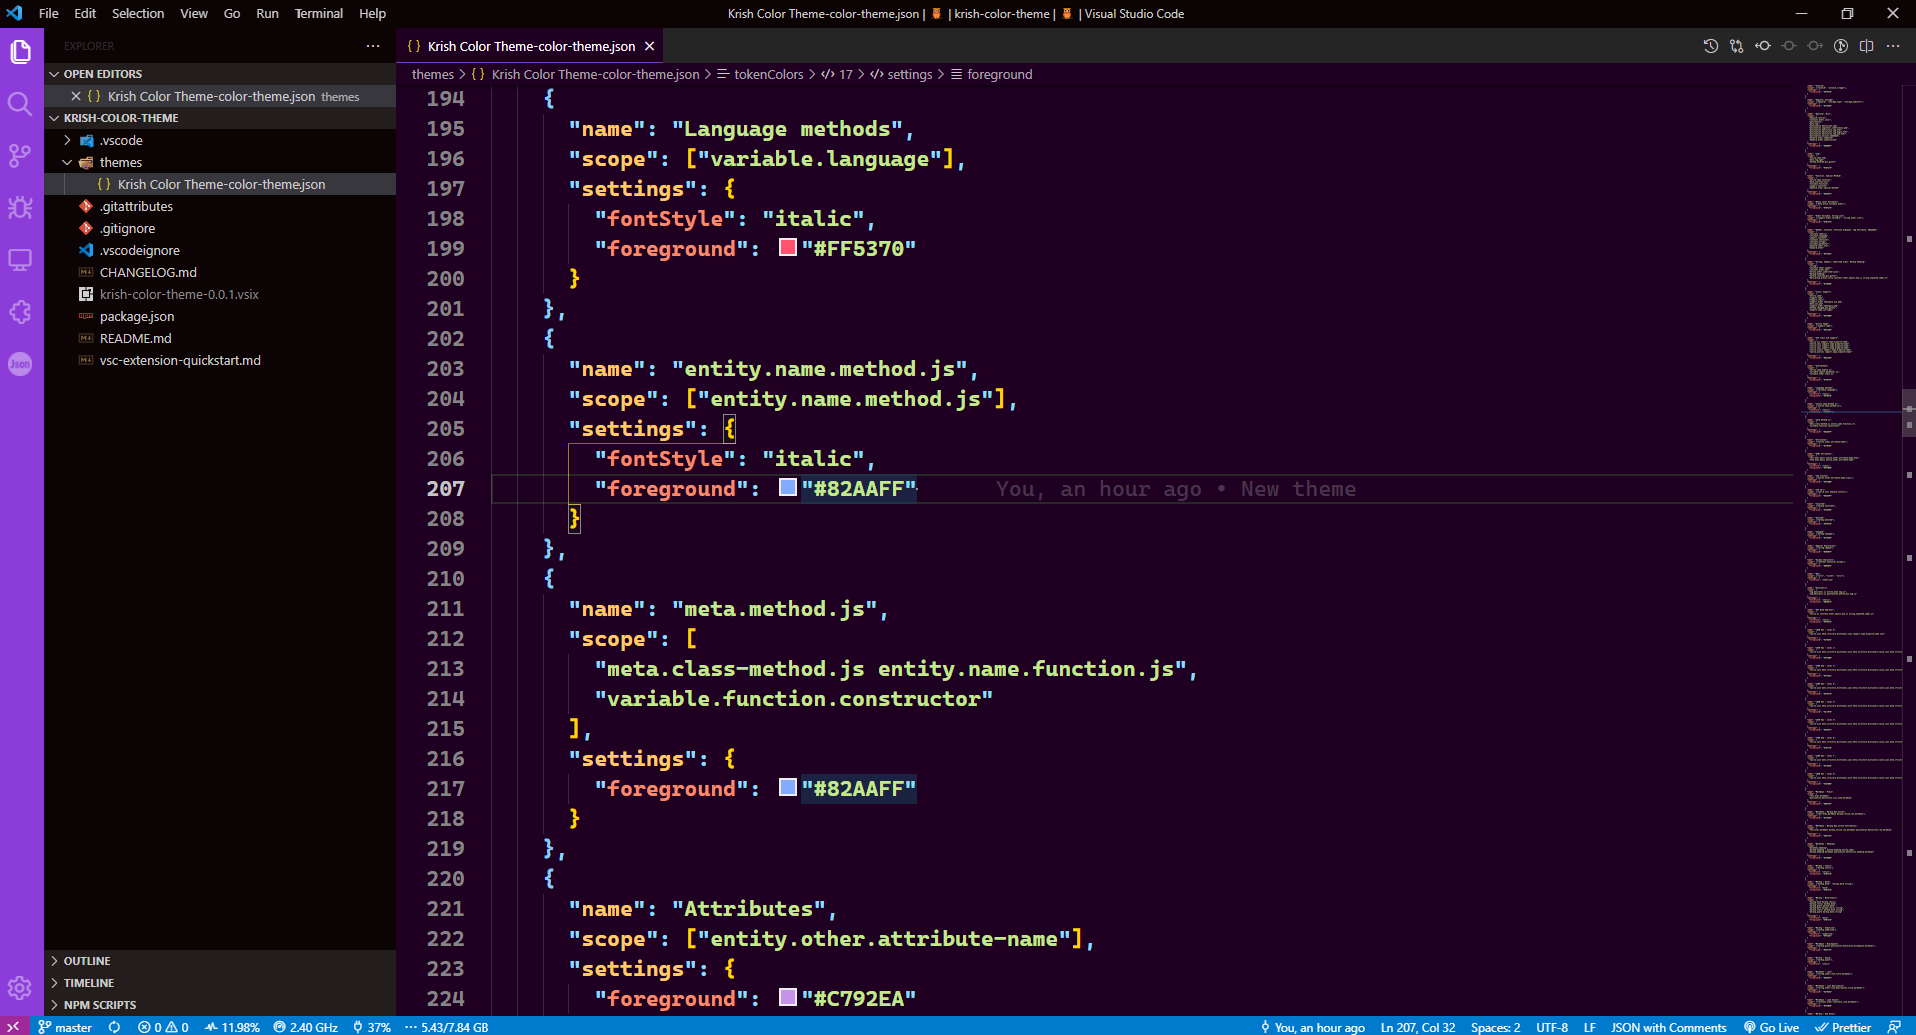 File Edit Selection View Go Run Terminal Help
Krish Color Theme-color-theme.json | | krish-color-theme | | Visual Studio Code
EXPLORER
OPEN EDITORS
{ } Krish Color Theme-color-theme.json themes
KRISH-COLOR-THEME
.vscode
themes
{ } Krish Color Theme-color-theme.json
.gitattributes
.gitignore
.vscodeignore
CHANGELOG.md
krish-color-theme-0.0.1.vsix
package.json
README.md
vsc-extension-quickstart.md
Json
OUTLINE
TIMELINE
NPM SCRIPTS
{ } Krish Color Theme-color-theme.json
themes > { } Krish Color Theme-color-theme.json > tokenColors > 17 > settings > foreground
194 {
195 "name": "Language methods",
196 "scope": ["variable.language"],
197 "settings": {
198 "fontStyle": "italic",
199 "foreground": "#FF5370"
200 }
201 },
202 {
203 "name": "entity.name.method.js",
204 "scope": ["entity.name.method.js"],
205 "settings": {
206 "fontStyle": "italic",
207 "foreground": "#82AAFF" You, an hour ago • New theme
208 }
209 },
210 {
211 "name": "meta.method.js",
212 "scope": [
213 "meta.class-method.js entity.name.function.js",
214 "variable.function.constructor"
215 ],
216 "settings": {
217 "foreground": "#82AAFF"
218 }
219 },
220 {
221 "name": "Attributes",
222 "scope": ["entity.other.attribute-name"],
223 "settings": {
224 "foreground": "#C792EA"
master 0 0 11.98% 2.40 GHz 37% 5.43/7.84 GB
You, an hour ago Ln 207, Col 32 Spaces: 2 UTF-8 LF JSON with Comments Go Live Prettier